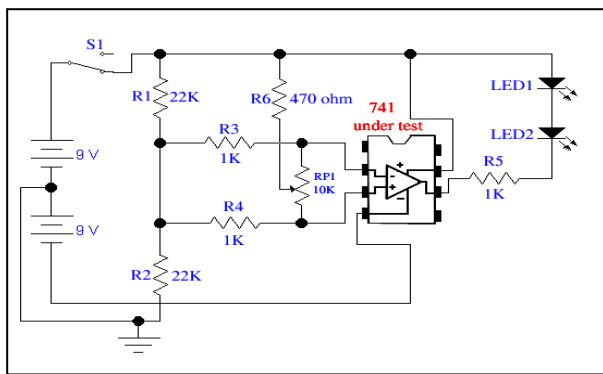 S1
R1
22K
R6
470 ohm
741
under test
LED1
LED2
9 V
R3
1K
RP1
10K
-
+
+
-
R5
1K
R4
1K
9 V
R2
22K